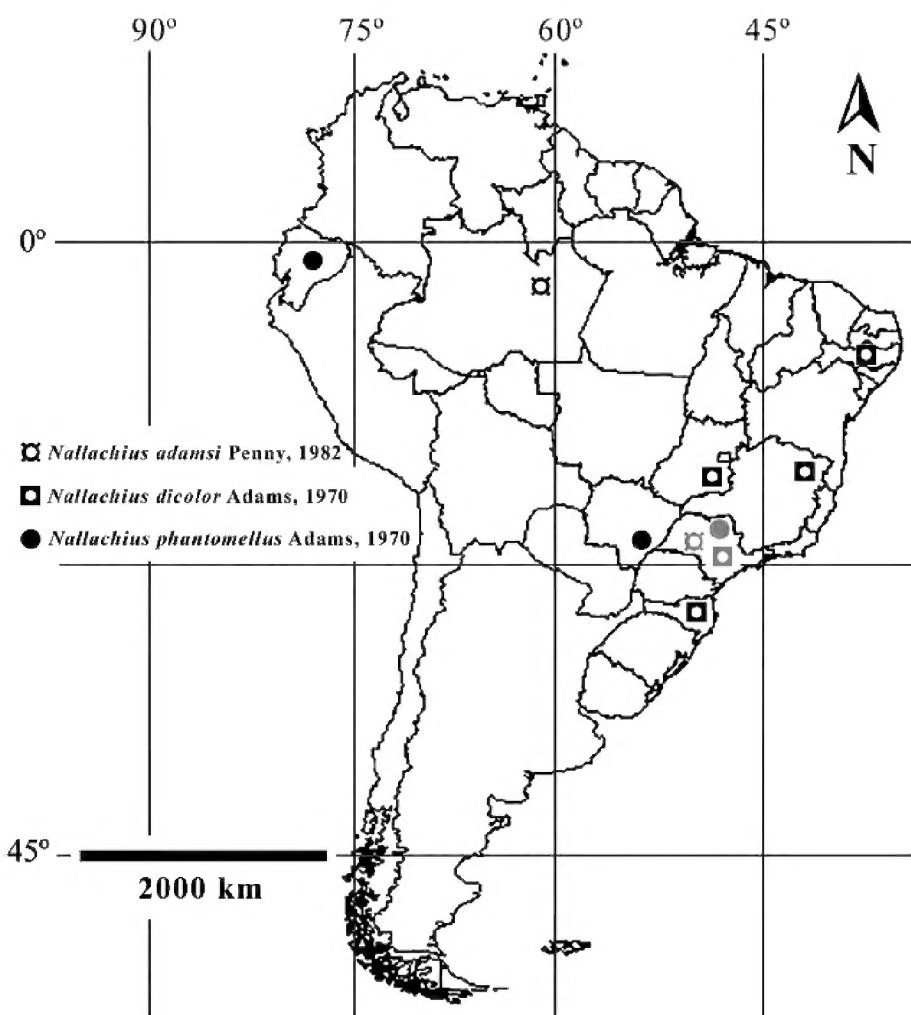 90º 75º 60º 45º
N
0º
Nallachius adamsi Penny, 1982
Nallachius dicolor Adams, 1970
Nallachius phantomellus Adams, 1970
45º
2000 km